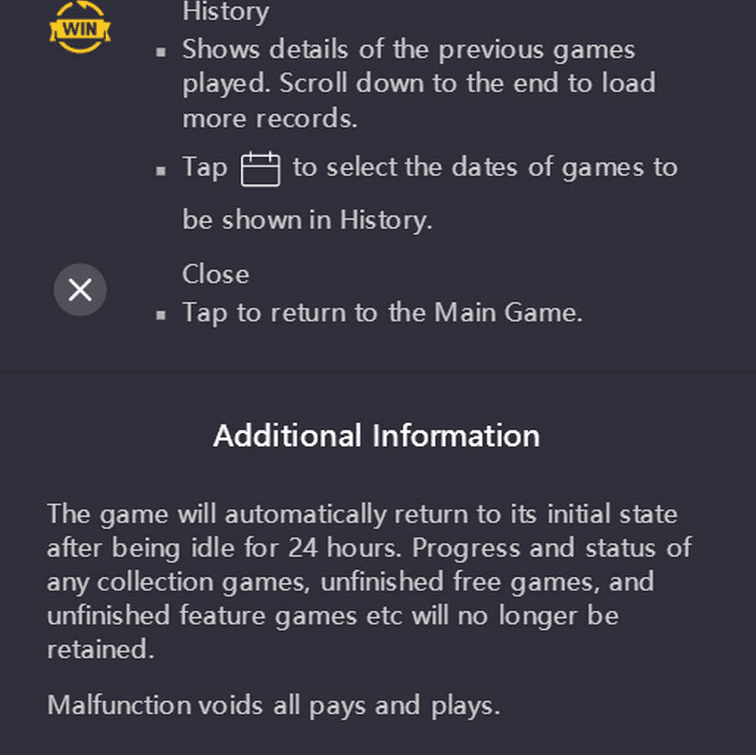 WIN
History
▪ Shows details of the previous games
played. Scroll down to the end to load
more records.
▪ Tap to select the dates of games to
be shown in History.
Close
▪ Tap to return to the Main Game.
Additional Information
The game will automatically return to its initial state
after being idle for 24 hours. Progress and status of
any collection games, unfinished free games, and
unfinished feature games etc will no longer be
retained.
Malfunction voids all pays and plays.